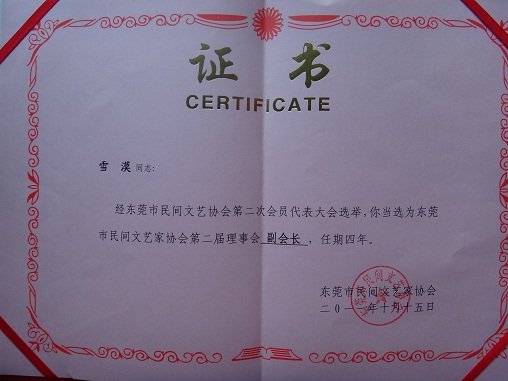 证 书
CERTIFICATE
雪 漠 同志:
经东莞市民间文艺协会第二次会员代表大会选举,你当选为东莞
市民间文艺家协会第二届理事会 副会长 ,任期四年。
东莞市民间文艺家协会
二〇一一年十月十五日